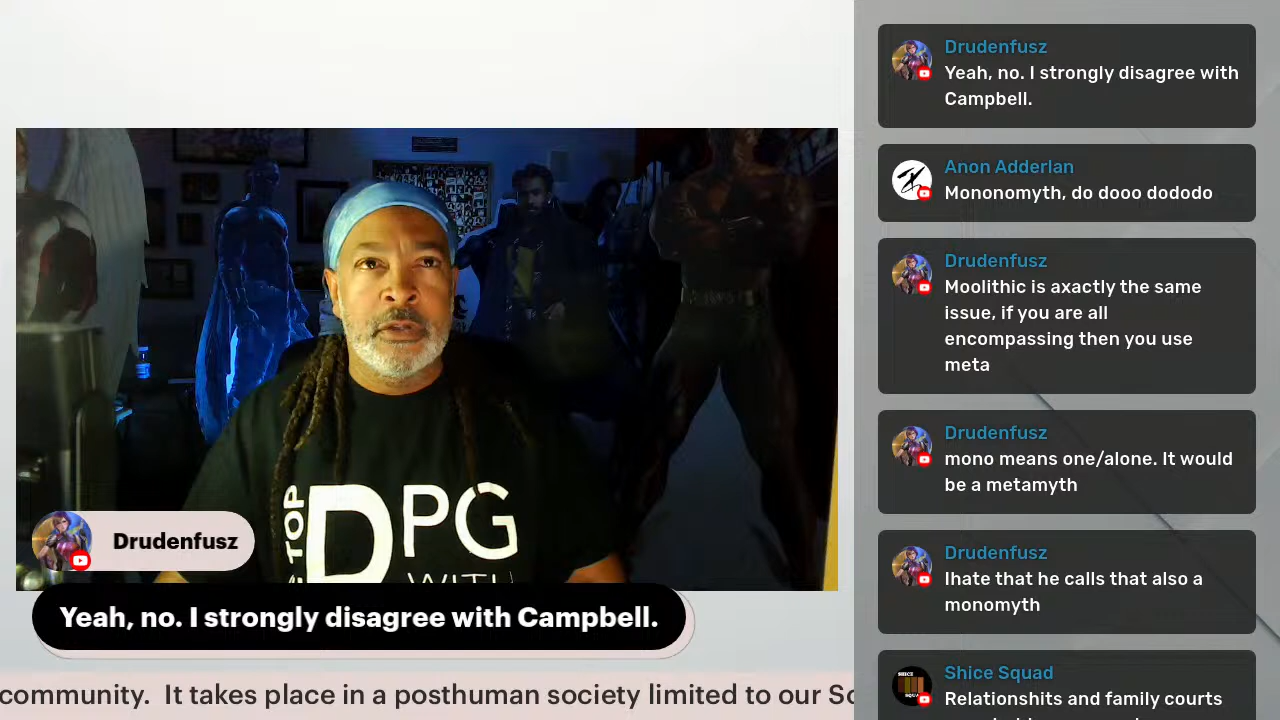 Drudenfusz
Yeah, no. I strongly disagree with
Campbell.
Anon Adderlan
Mononomyth, do dooo dododo
Drudenfusz
Moolithic is axactly the same
issue, if you are all
encompassing then you use
meta
Drudenfusz
mono means one/alone. It would
be a metamyth
Drudenfusz
Ihate that he calls that also a
monomyth
Shice Squad
Relationshits and family courts
TOP
DPG
WITH
Drudenfusz
Yeah, no. I strongly disagree with Campbell.
community. It takes place in a posthuman society limited to our